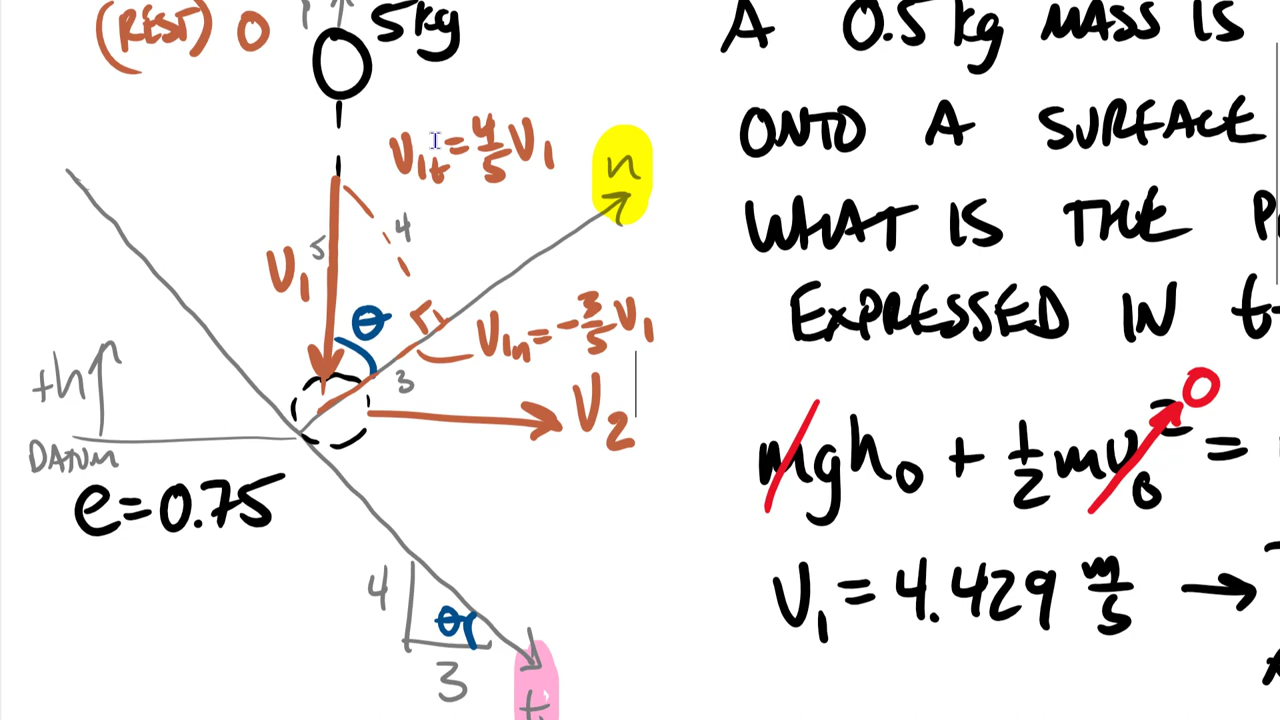 (REST) O
5kg
V₁t = 4/5 V₁
n
5
4
V₁
θ
V₁n = -3/5 V₁
3
+h
V₂
DATUM
e=0.75
4
θ
3
t
A 0.5 kg MASS IS
ONTO A SURFACE
WHAT IS THE
EXPRESSED IN t-
mgh₀ + 1/2 mv₀² =
0
V₁ = 4.429 m/s →